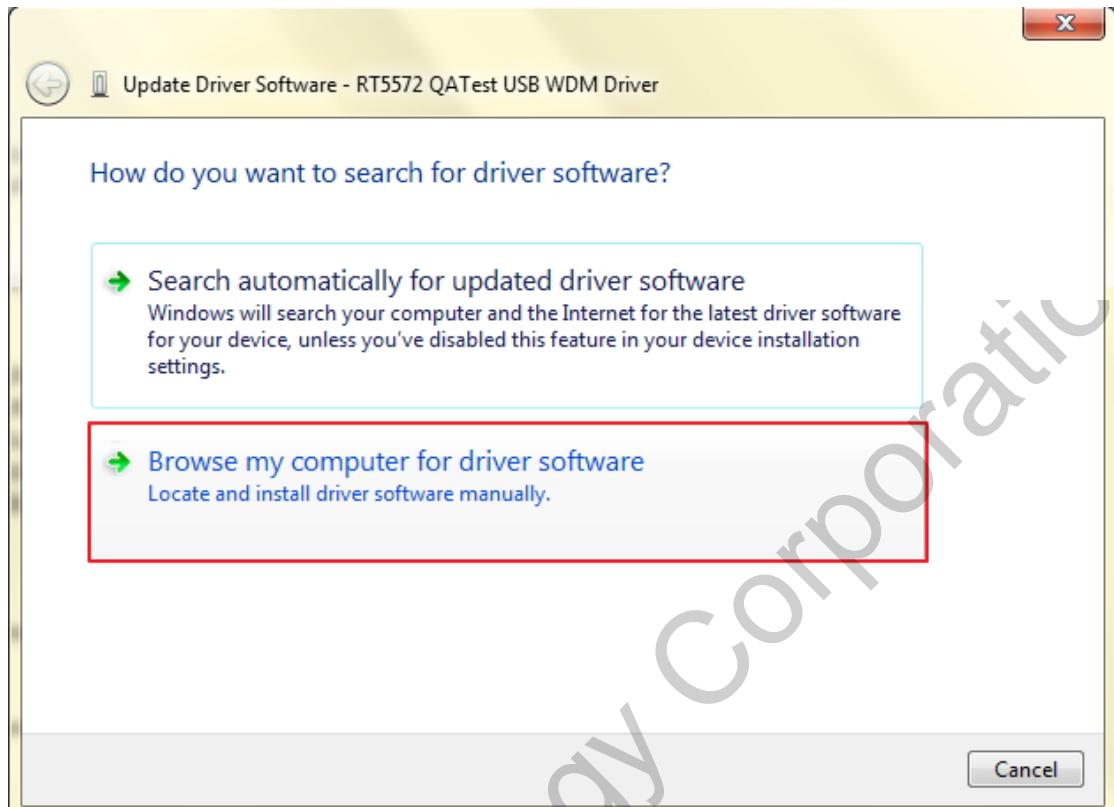 Update Driver Software - RT5572 QATest USB WDM Driver
How do you want to search for driver software?
Search automatically for updated driver software
Windows will search your computer and the Internet for the latest driver software
for your device, unless you've disabled this feature in your device installation
settings.
Browse my computer for driver software
Locate and install driver software manually.
Cancel